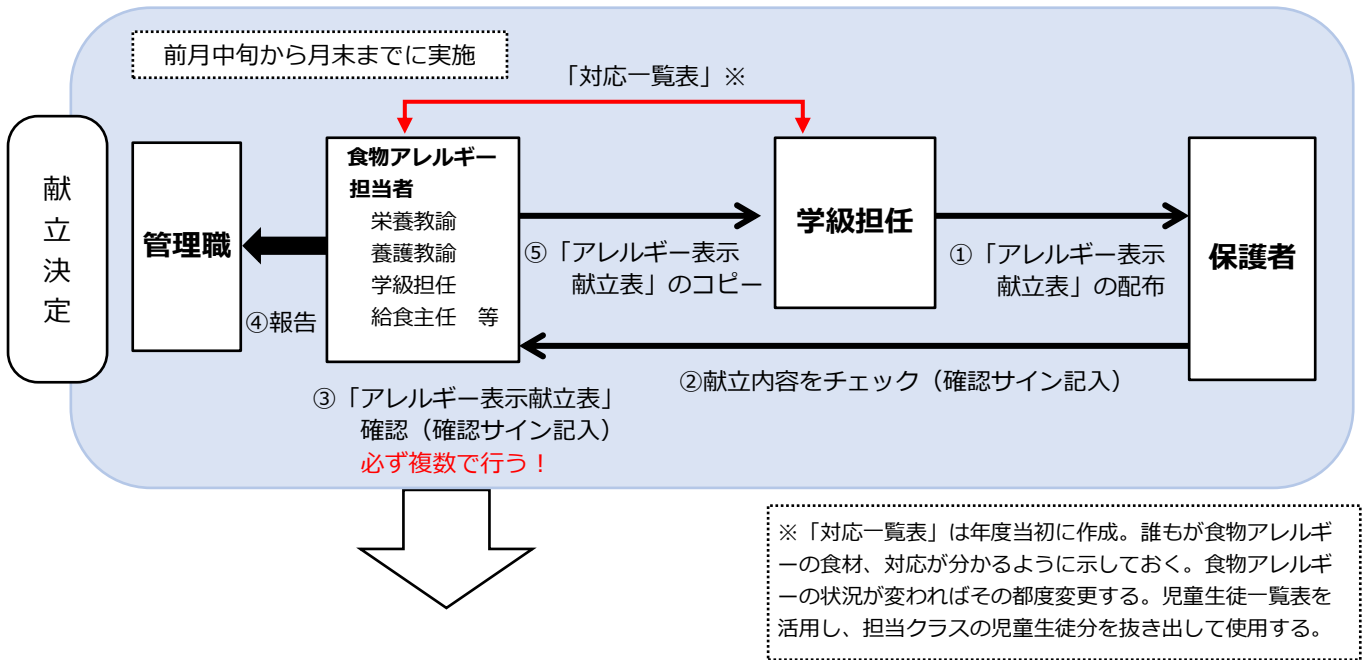 前月中旬から月末までに実施
「対応一覧表」※
献立決定
管理職
食物アレルギー
担当者
栄養教諭
養護教諭
学級担任
給食主任　等
④報告
⑤「アレルギー表示
献立表」のコピー
学級担任
①「アレルギー表示
献立表」の配布
保護者
②献立内容をチェック（確認サイン記入）
③「アレルギー表示献立表」
確認（確認サイン記入）
必ず複数で行う！
※「対応一覧表」は年度当初に作成。誰もが食物アレルギ
ーの食材、対応が分かるように示しておく。食物アレルギ
ーの状況が変わればその都度変更する。児童生徒一覧表を
活用し、担当クラスの児童生徒分を抜き出して使用する。